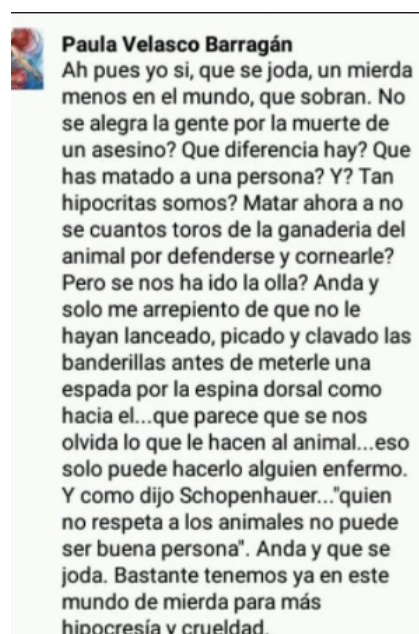 Paula Velasco Barragán
Ah pues yo si, que se joda, un mierda
menos en el mundo, que sobran. No
se alegra la gente por la muerte de
un asesino? Que diferencia hay? Que
has matado a una persona? Y? Tan
hipocritas somos? Matar ahora a no
se cuantos toros de la ganaderia del
animal por defenderse y cornearle?
Pero se nos ha ido la olla? Anda y
solo me arrepiento de que no le
hayan lanceado, picado y clavado las
banderillas antes de meterle una
espada por la espina dorsal como
hacia el...que parece que se nos
olvida lo que le hacen al animal...eso
solo puede hacerlo alguien enfermo.
Y como dijo Schopenhauer..."quien
no respeta a los animales no puede
ser buena persona". Anda y que se
joda. Bastante tenemos ya en este
mundo de mierda para más
hipocresía y crueldad.